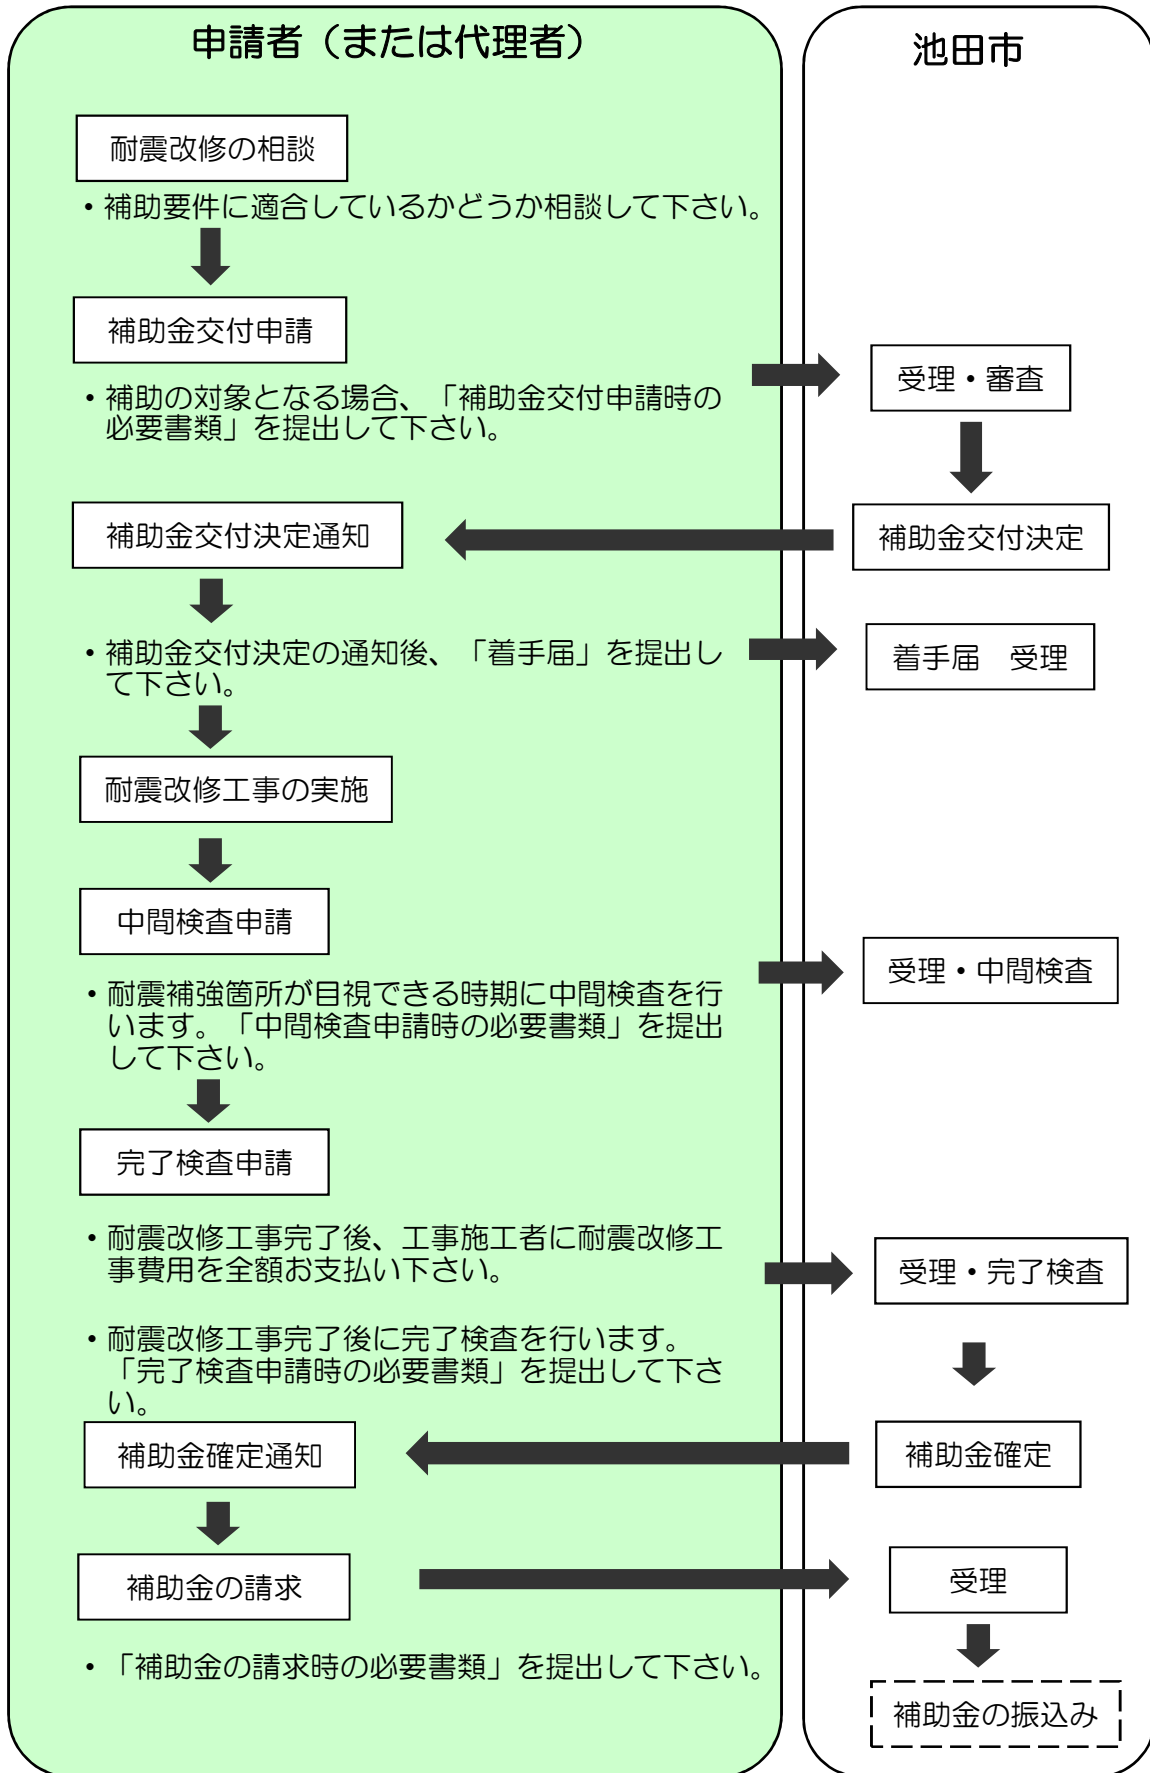 申請者（または代理者）
池田市
耐震改修の相談
・補助要件に適合しているかどうか相談して下さい。
補助金交付申請
受理・審査
・補助の対象となる場合、「補助金交付申請時の
必要書類」を提出して下さい。
補助金交付決定通知
補助金交付決定
・補助金交付決定の通知後、「着手届」を提出し
て下さい。
着手届　受理
耐震改修工事の実施
中間検査申請
受理・中間検査
・耐震補強箇所が目視できる時期に中間検査を行
います。「中間検査申請時の必要書類」を提出
して下さい。
完了検査申請
・耐震改修工事完了後、工事施工者に耐震改修工
事費用を全額お支払い下さい。
受理・完了検査
・耐震改修工事完了後に完了検査を行います。
「完了検査申請時の必要書類」を提出して下さ
い。
補助金確定通知
補助金確定
補助金の請求
受理
・「補助金の請求時の必要書類」を提出して下さい。
補助金の振込み